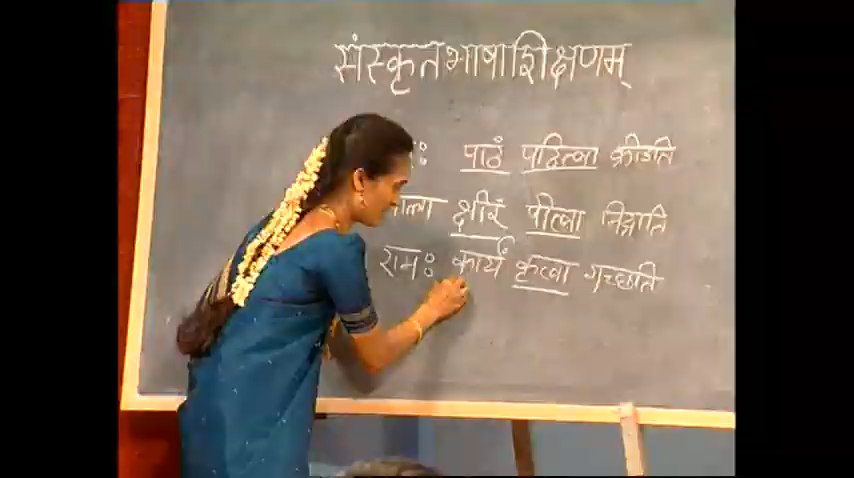 संस्कृतभाषाशिक्षणम्
पाठं पठित्वा क्रीडति
क्षीरं पीत्वा निद्राति
रामः कार्यं कृत्वा गच्छति